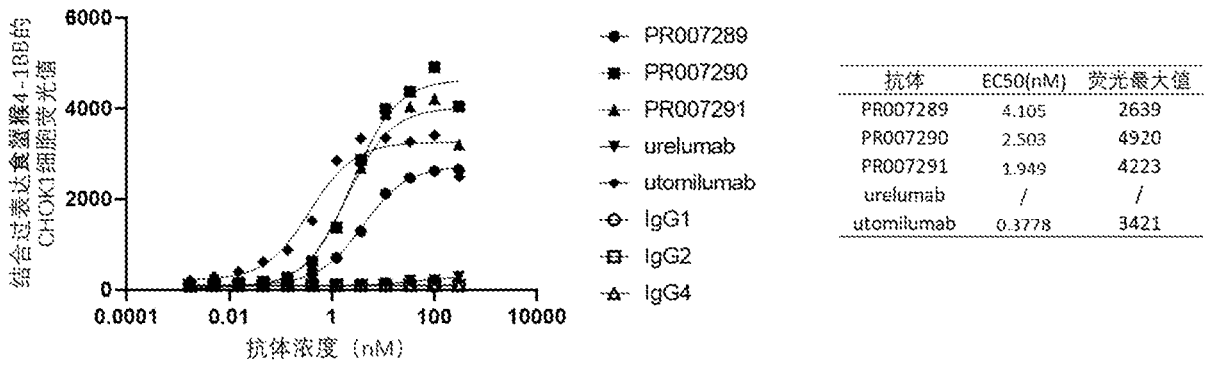 结合过表达食蟹猴4-1BB的
CHOK1细胞荧光值
6000
4000
2000
0
0.0001
0.01
1
100
10000
抗体浓度（nM）
PR007289
PR007290
PR007291
urelumab
utomilumab
IgG1
IgG2
IgG4
抗体 EC50(nM) 荧光最大值
PR007289 4.105 2639
PR007290 2.503 4920
PR007291 1.949 4223
urelumab / /
utomilumab 0.3778 3421